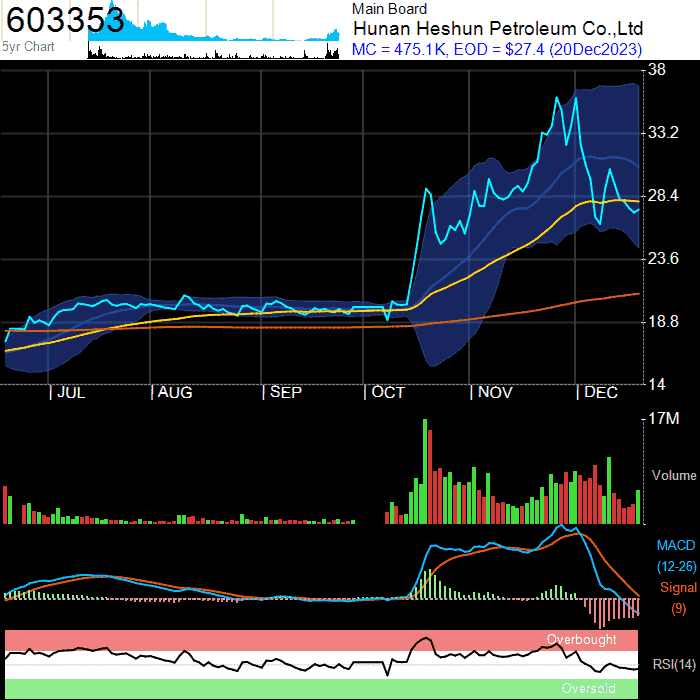 603353
5yr Chart
Main Board
Hunan Heshun Petroleum Co.,Ltd
MC = 475.1K, EOD = $27.4 (20Dec2023)
38
33.2
28.4
23.6
18.8
14
| JUL | AUG | SEP | OCT | NOV | DEC
17M
Volume
MACD
(12-26)
Signal
(9)
Overbought
RSI(14)
Oversold